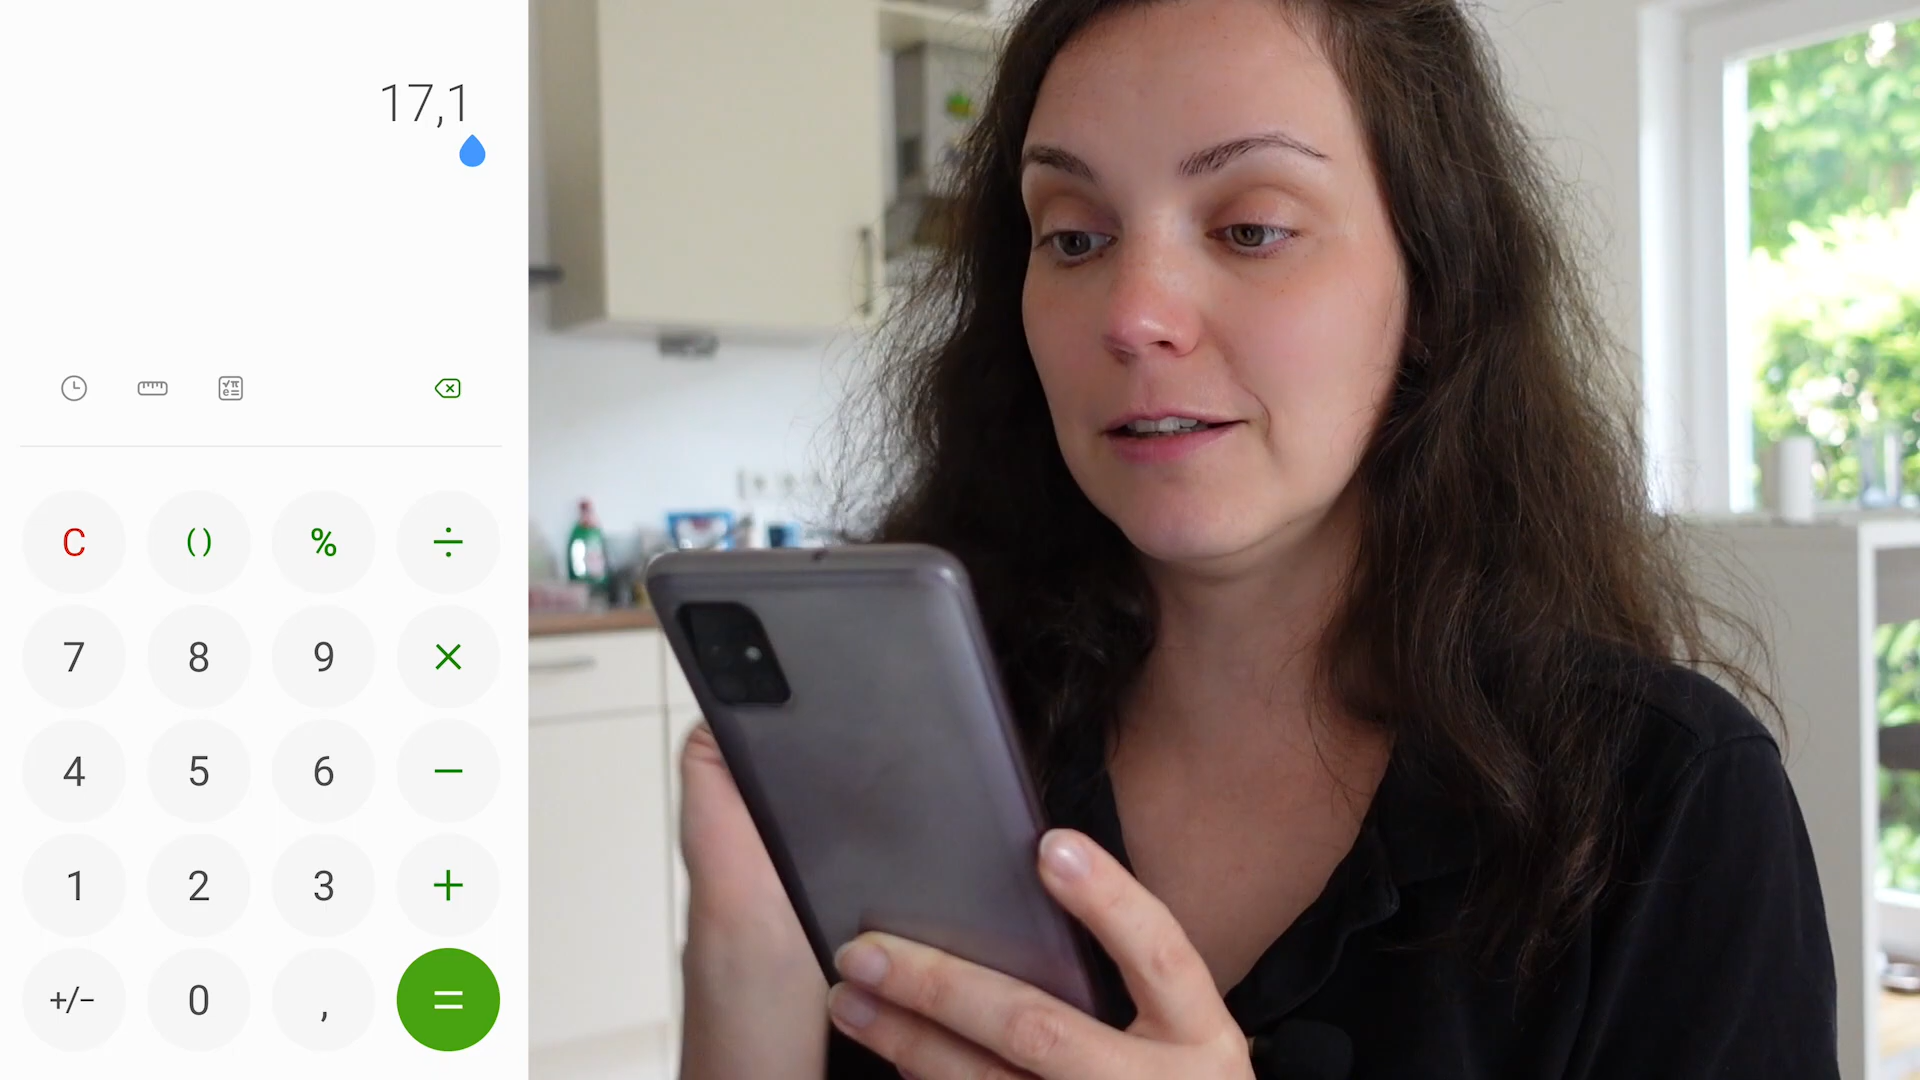 17,1
C () % ÷
7 8 9 ×
4 5 6 −
1 2 3 +
+/− 0 , =